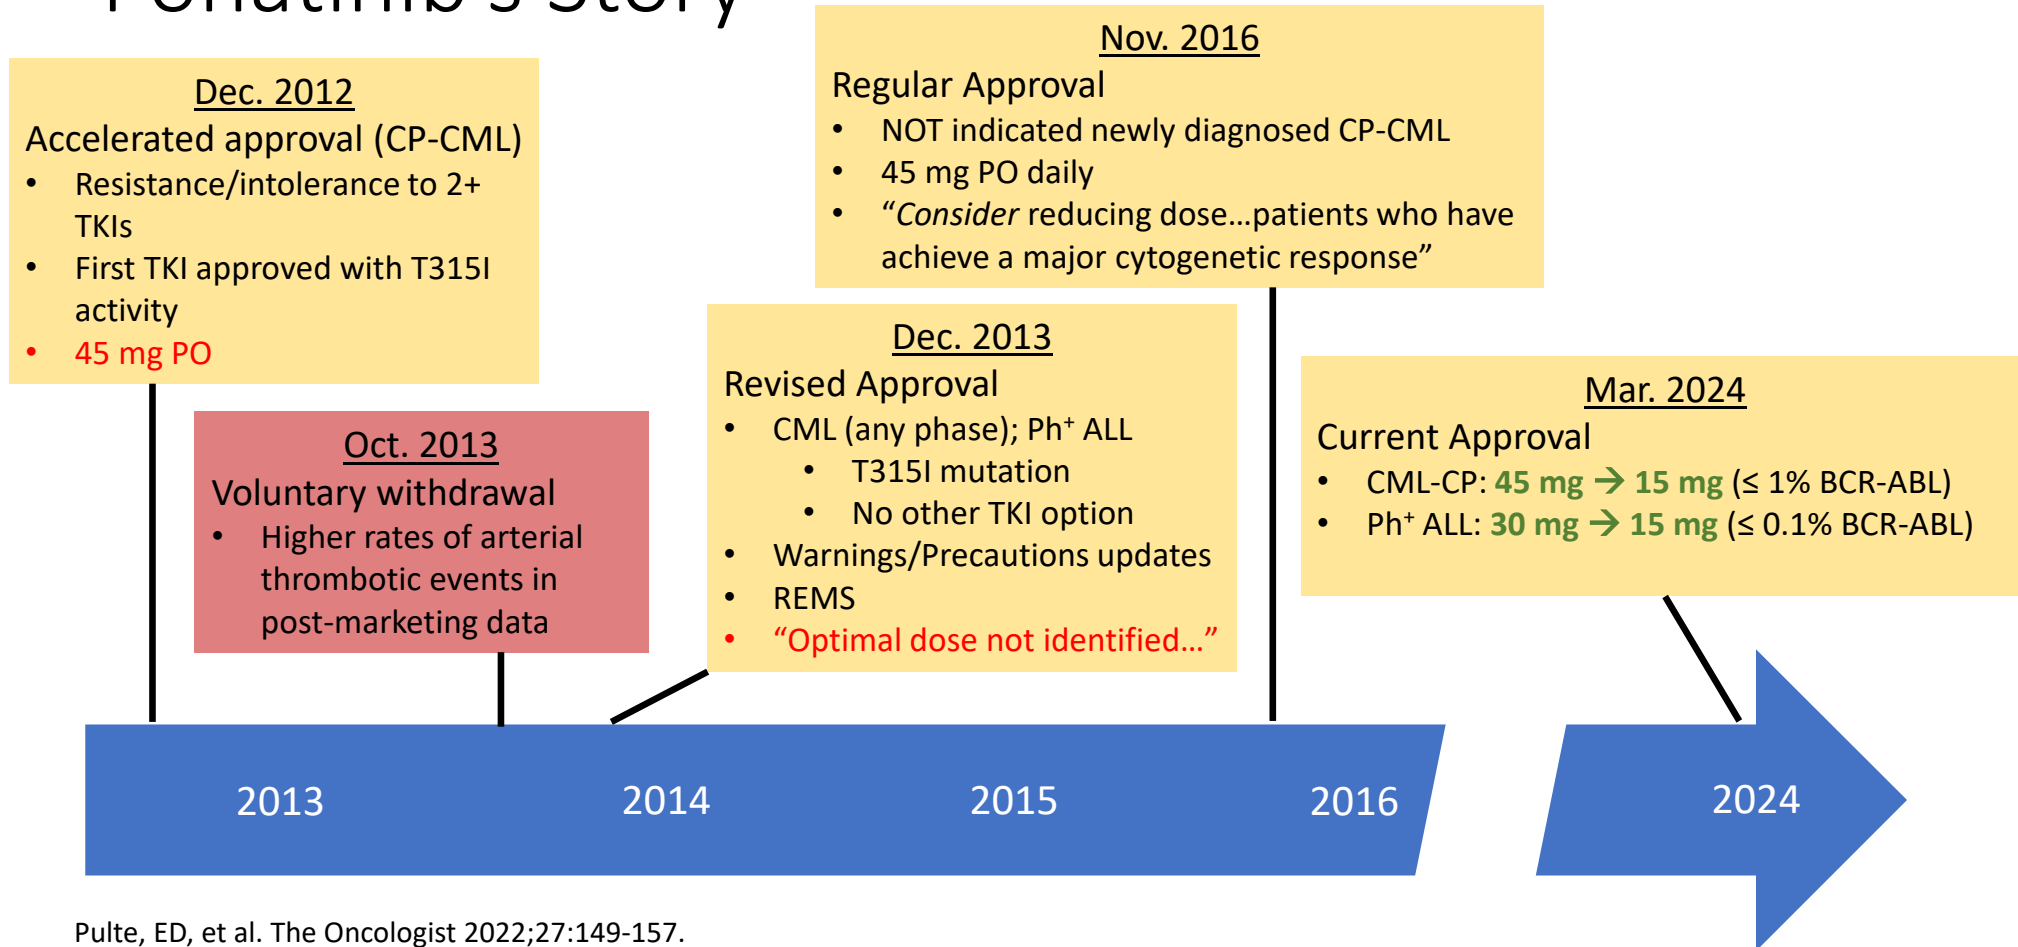 Ponatinib's Story
Dec. 2012
Accelerated approval (CP-CML)
• Resistance/intolerance to 2+
TKIs
• First TKI approved with T315I
activity
• 45 mg PO
Oct. 2013
Voluntary withdrawal
• Higher rates of arterial
thrombotic events in
post-marketing data
Dec. 2013
Revised Approval
• CML (any phase); Ph⁺ ALL
• T315I mutation
• No other TKI option
• Warnings/Precautions updates
• REMS
• “Optimal dose not identified…”
Nov. 2016
Regular Approval
• NOT indicated newly diagnosed CP-CML
• 45 mg PO daily
• “Consider reducing dose…patients who have
achieve a major cytogenetic response”
Mar. 2024
Current Approval
• CML-CP: 45 mg → 15 mg (≤ 1% BCR-ABL)
• Ph⁺ ALL: 30 mg → 15 mg (≤ 0.1% BCR-ABL)
2013
2014
2015
2016
2024
Pulte, ED, et al. The Oncologist 2022;27:149-157.